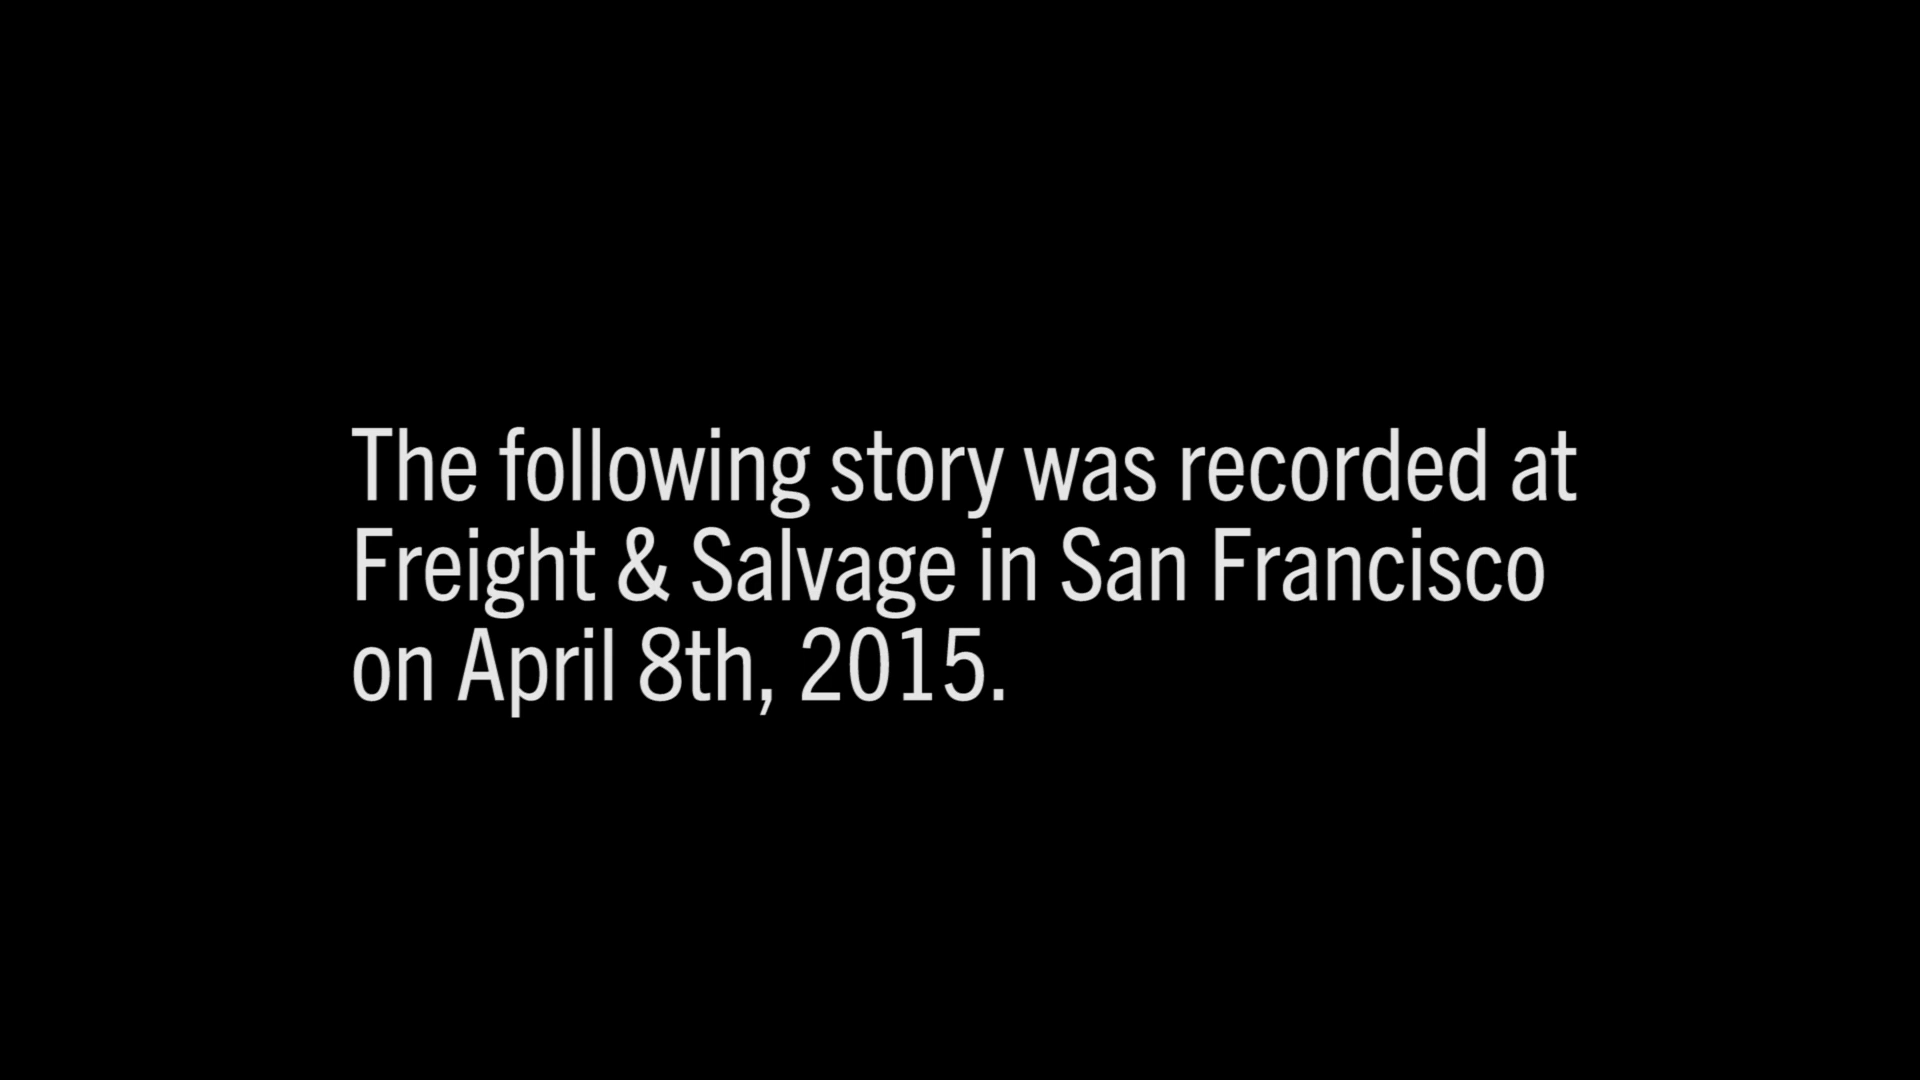 The following story was recorded at
Freight & Salvage in San Francisco
on April 8th, 2015.